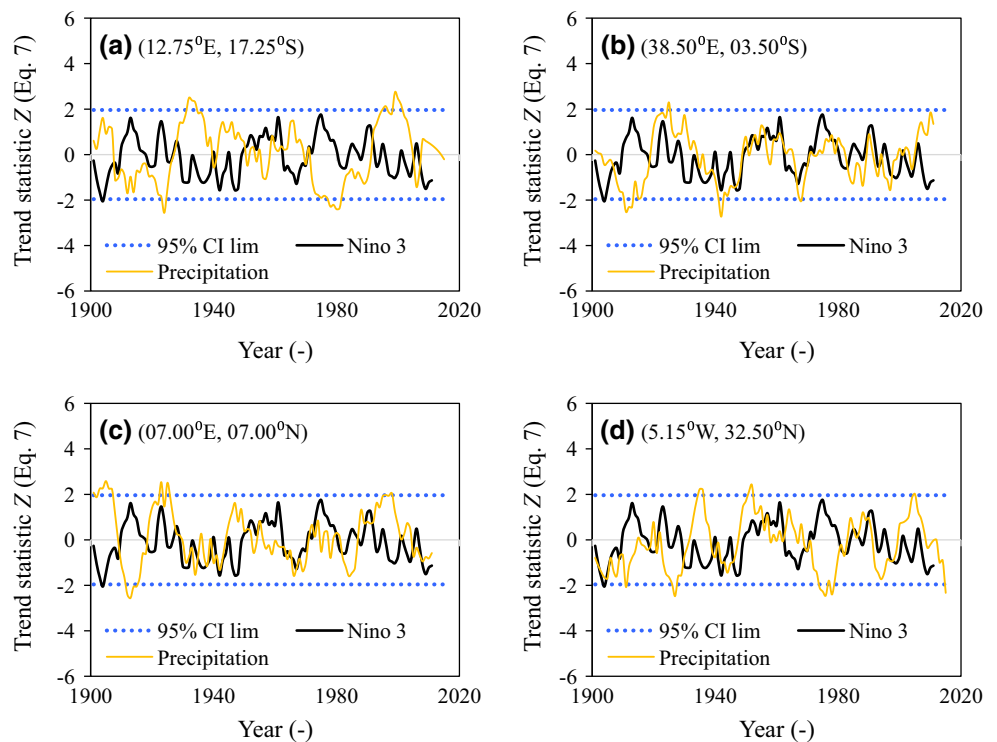 (a) (12.75⁰E, 17.25⁰S)
Trend statistic Z (Eq. 7)
6
4
2
0
-2
-4
-6
95% CI lim
Nino 3
Precipitation
1900
1940
1980
2020
Year (-)
(b) (38.50⁰E, 03.50⁰S)
Trend statistic Z (Eq. 7)
6
4
2
0
-2
-4
-6
95% CI lim
Nino 3
Precipitation
1900
1940
1980
2020
Year (-)
(c) (07.00⁰E, 07.00⁰N)
Trend statistic Z (Eq. 7)
6
4
2
0
-2
-4
-6
95% CI lim
Nino 3
Precipitation
1900
1940
1980
2020
Year (-)
(d) (5.15⁰W, 32.50⁰N)
Trend statistic Z (Eq. 7)
6
4
2
0
-2
-4
-6
95% CI lim
Nino 3
Precipitation
1900
1940
1980
2020
Year (-)